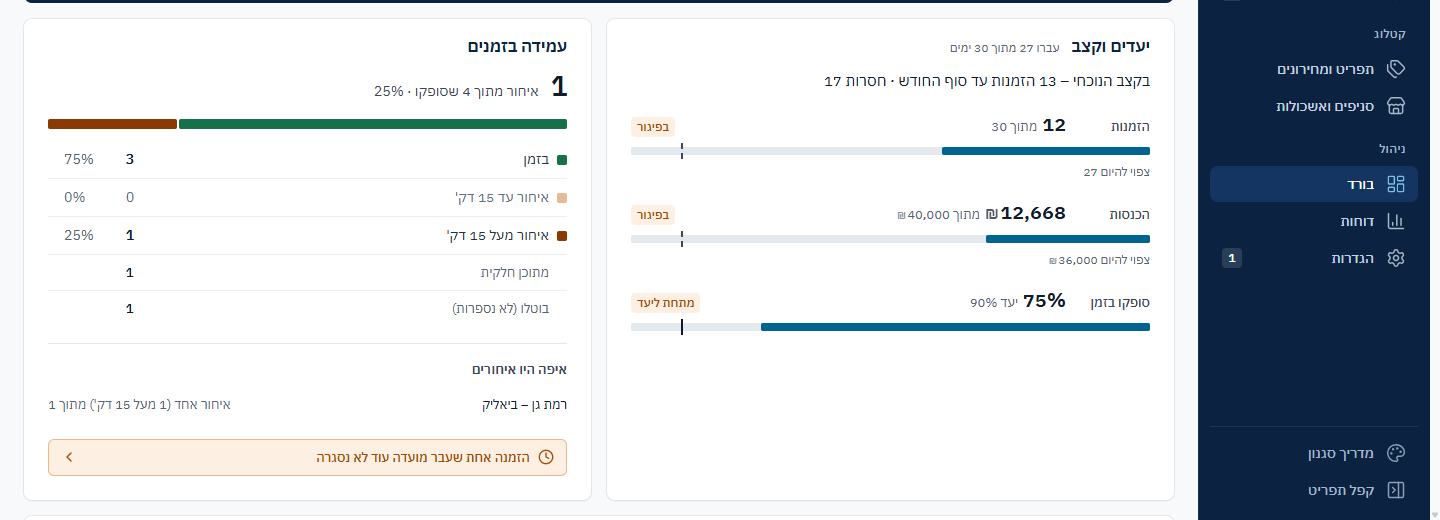 קטלוג
תפריט ומחירונים
סניפים ואשכולות
ניהול
בורד
דוחות
הגדרות 1
מדריך סגנון
קפל תפריט
יעדים וקצב עברו 27 מתוך 30 ימים
בקצב הנוכחי – 13 הזמנות עד סוף החודש · חסרות 17
הזמנות 12 מתוך 30 בפיגור
צפוי להיום 27
הכנסות 12,668₪ מתוך 40,000₪ בפיגור
צפוי להיום 36,000₪
סופקו בזמן 75% יעד 90% מתחת ליעד
עמידה בזמנים
1 איחור מתוך 4 שסופקו · 25%
בזמן 3 75%
איחור עד 15 דק' 0 0%
איחור מעל 15 דק' 1 25%
מתוכן חלקית 1
בוטלו (לא נספרות) 1
איפה היו איחורים
רמת גן – ביאליק איחור אחד (1 מעל 15 דק') מתוך 1
הזמנה אחת שעבר מועדה עוד לא נסגרה